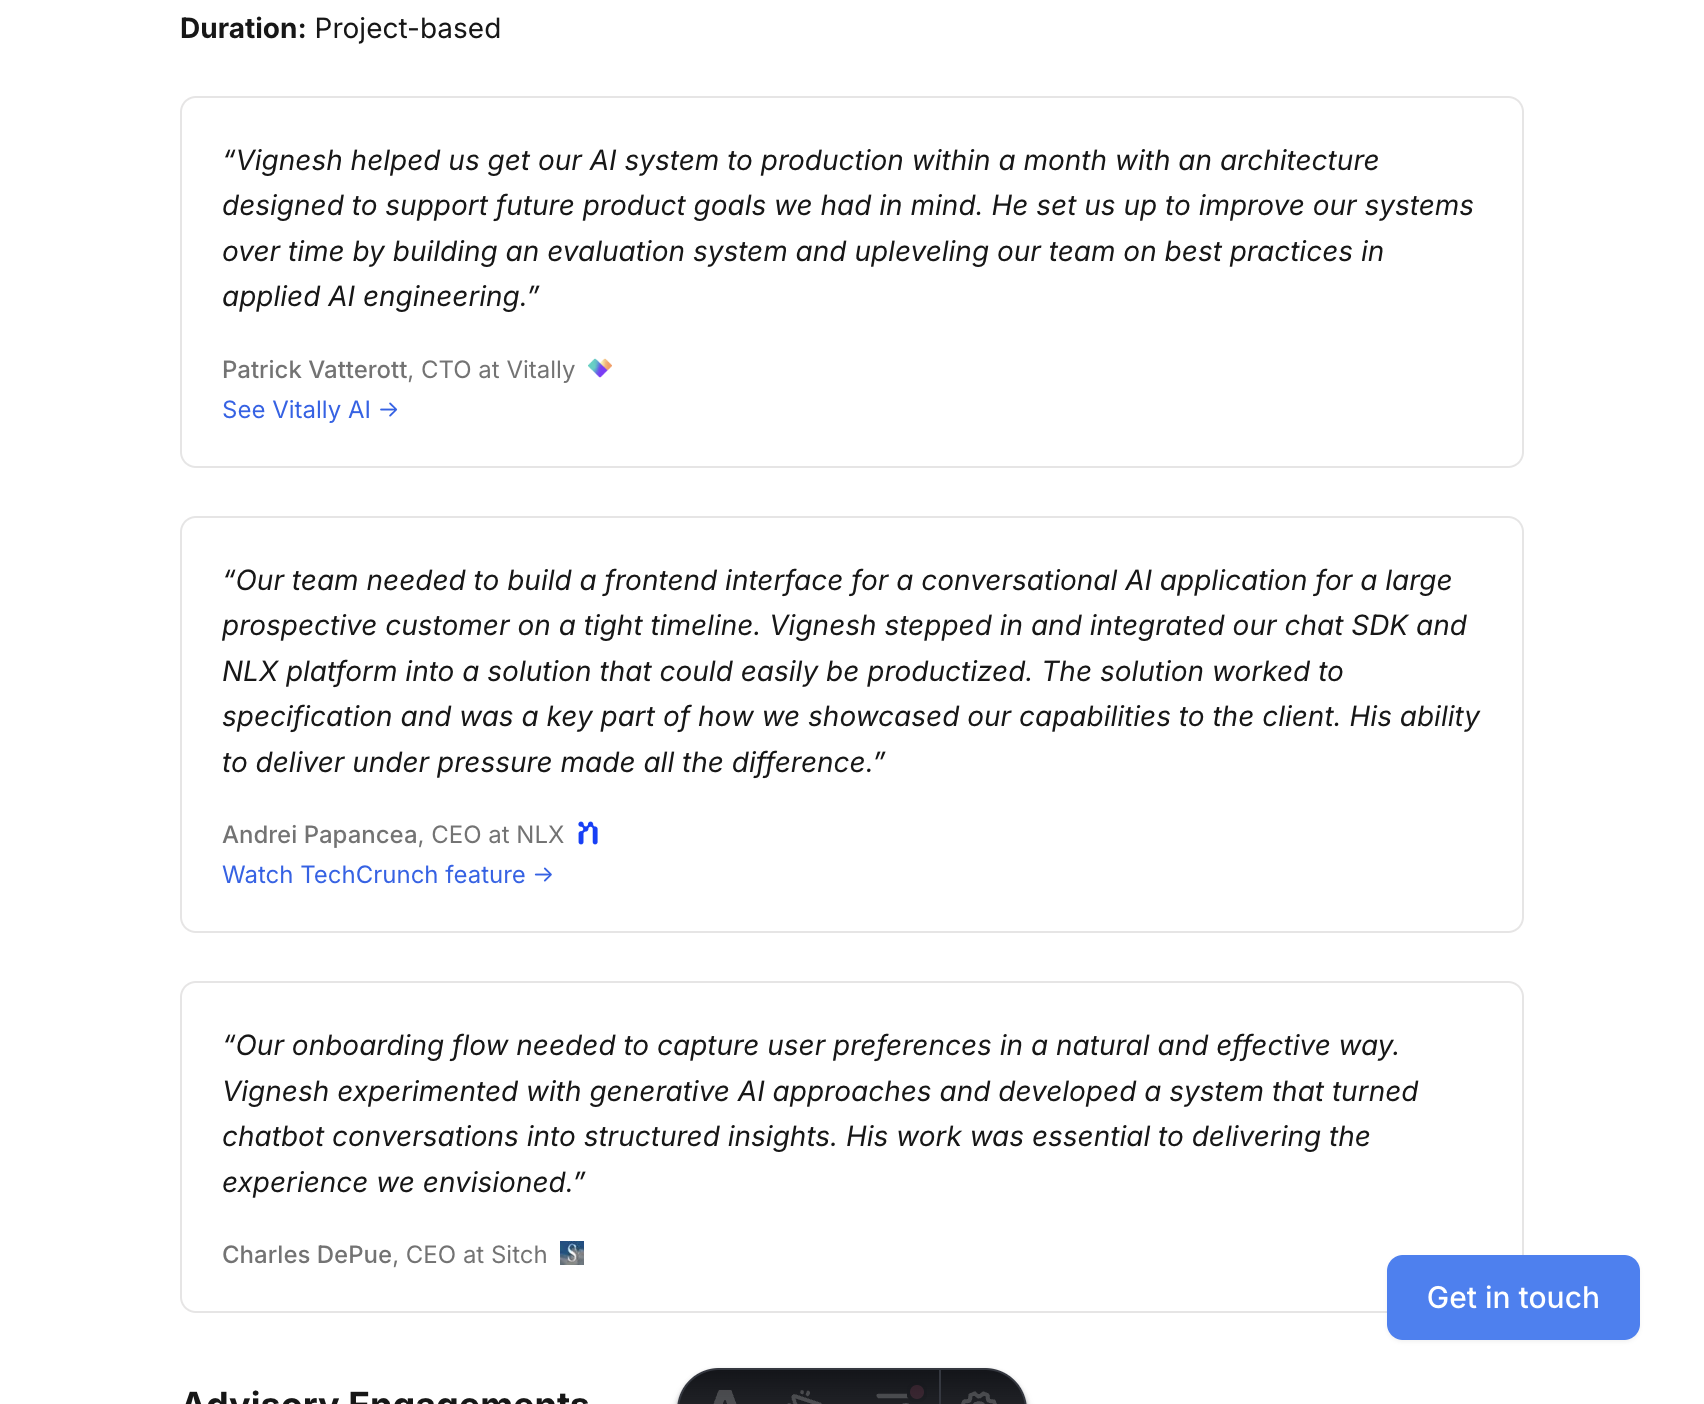 Duration: Project-based
“Vignesh helped us get our AI system to production within a month with an architecture
designed to support future product goals we had in mind. He set us up to improve our systems
over time by building an evaluation system and upleveling our team on best practices in
applied AI engineering.”
Patrick Vatterott, CTO at Vitally
See Vitally AI →
“Our team needed to build a frontend interface for a conversational AI application for a large
prospective customer on a tight timeline. Vignesh stepped in and integrated our chat SDK and
NLX platform into a solution that could easily be productized. The solution worked to
specification and was a key part of how we showcased our capabilities to the client. His ability
to deliver under pressure made all the difference.”
Andrei Papancea, CEO at NLX
Watch TechCrunch feature →
“Our onboarding flow needed to capture user preferences in a natural and effective way.
Vignesh experimented with generative AI approaches and developed a system that turned
chatbot conversations into structured insights. His work was essential to delivering the
experience we envisioned.”
Charles DePue, CEO at Sitch
Get in touch
Advisory Engagements